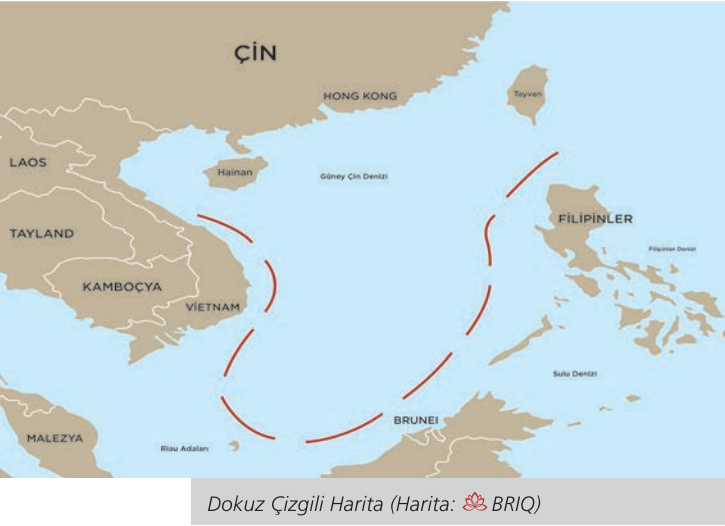 ÇİN
Tayvan
HONG KONG
LAOS
Hainan
Güney Çin Denizi
FİLİPİNLER
TAYLAND
Filipinler Denizi
KAMBOÇYA
VİETNAM
Sulu Denizi
BRUNEI
MALEZYA
Riau Adaları
Dokuz Çizgili Harita (Harita: BRIQ)